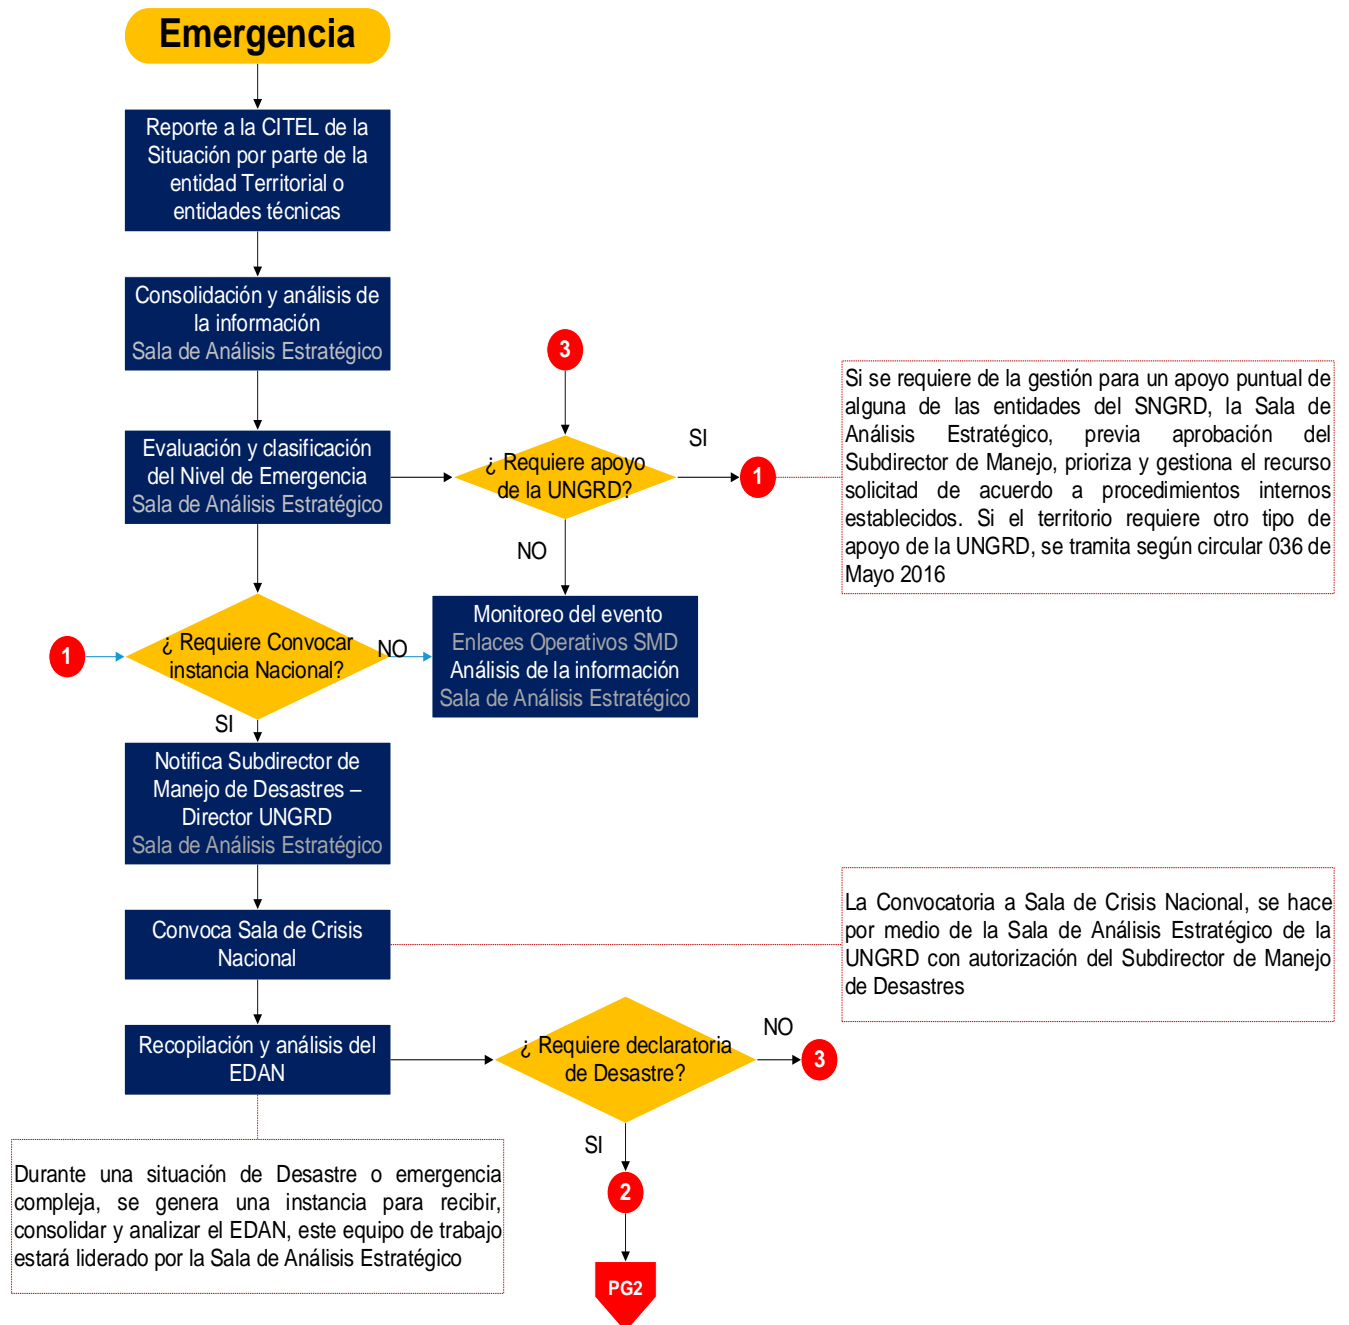 Emergencia
Reporte a la CITEL de la
Situación por parte de la
entidad Territorial o
entidades técnicas
Consolidación y análisis de
la información
Sala de Análisis Estratégico
3
Evaluación y clasificación
del Nivel de Emergencia
Sala de Análisis Estratégico
¿ Requiere apoyo
de la UNGRD?
SI
1
Si se requiere de la gestión para un apoyo puntual de
alguna de las entidades del SNGRD, la Sala de
Análisis Estratégico, previa aprobación del
Subdirector de Manejo, prioriza y gestiona el recurso
solicitad de acuerdo a procedimientos internos
establecidos. Si el territorio requiere otro tipo de
apoyo de la UNGRD, se tramita según circular 036 de
Mayo 2016
NO
1
¿ Requiere Convocar
instancia Nacional?
NO
Monitoreo del evento
Enlaces Operativos SMD
Análisis de la información
Sala de Análisis Estratégico
SI
Notifica Subdirector de
Manejo de Desastres –
Director UNGRD
Sala de Análisis Estratégico
Convoca Sala de Crisis
Nacional
La Convocatoria a Sala de Crisis Nacional, se hace
por medio de la Sala de Análisis Estratégico de la
UNGRD con autorización del Subdirector de Manejo
de Desastres
Recopilación y análisis del
EDAN
¿ Requiere declaratoria
de Desastre?
NO
3
SI
2
PG2
Durante una situación de Desastre o emergencia
compleja, se genera una instancia para recibir,
consolidar y analizar el EDAN, este equipo de trabajo
estará liderado por la Sala de Análisis Estratégico